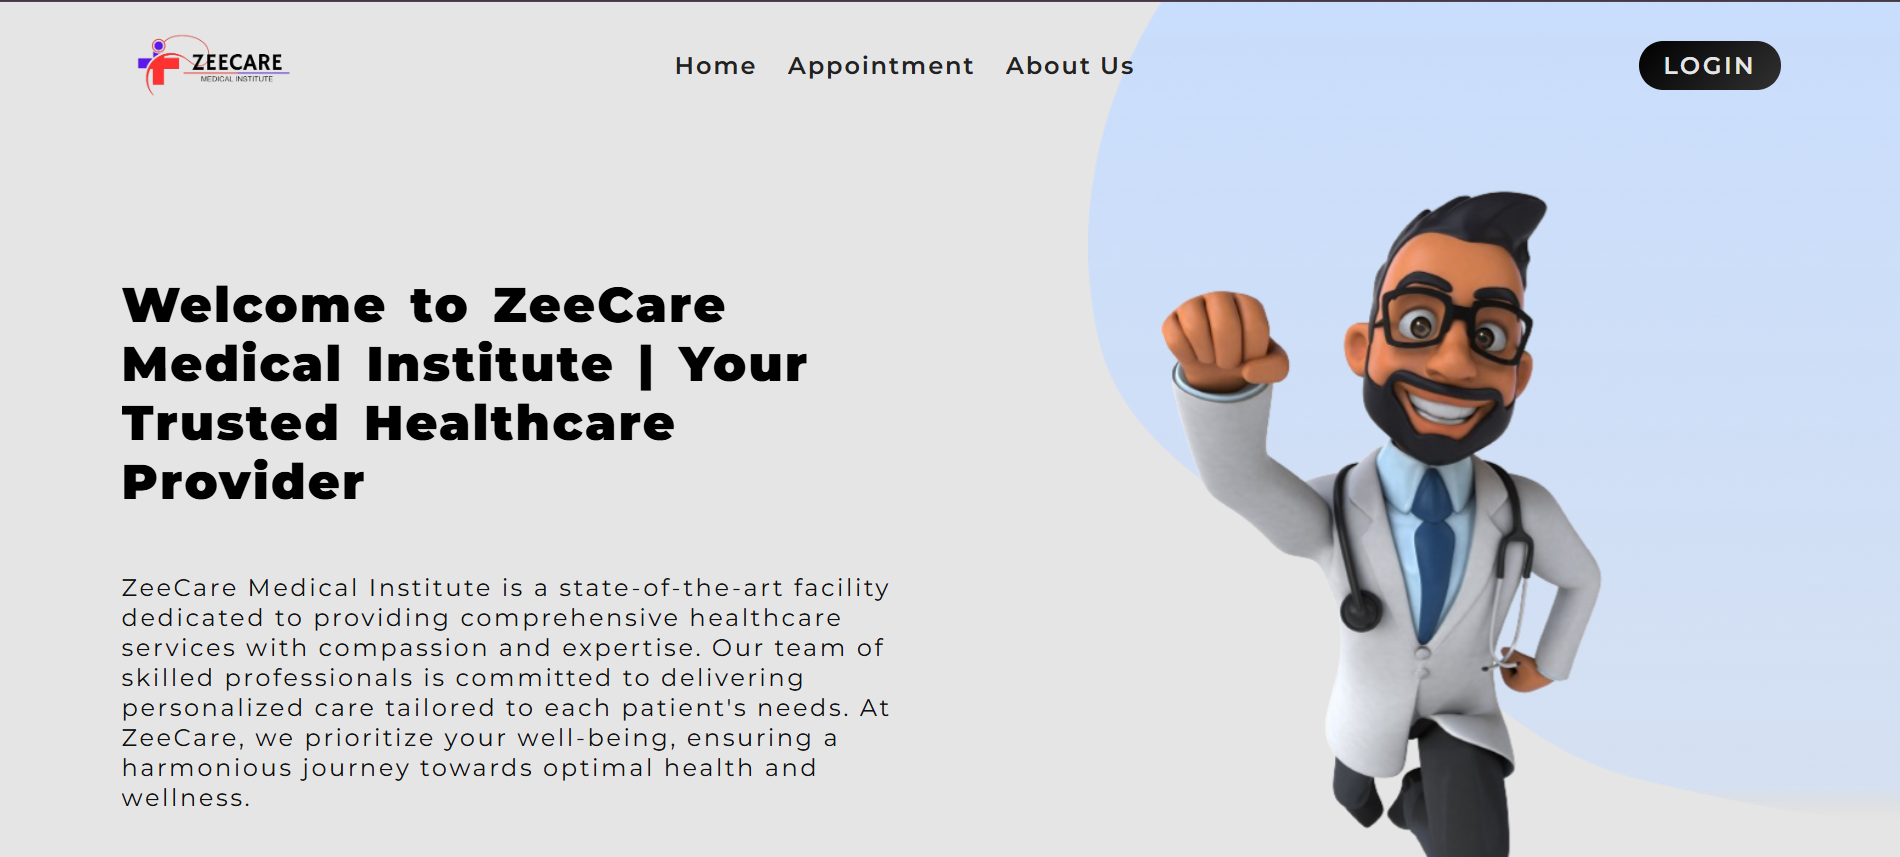 ZEECARE
MEDICAL INSTITUTE
Home Appointment About Us
LOGIN
Welcome to ZeeCare
Medical Institute | Your
Trusted Healthcare
Provider
ZeeCare Medical Institute is a state-of-the-art facility
dedicated to providing comprehensive healthcare
services with compassion and expertise. Our team of
skilled professionals is committed to delivering
personalized care tailored to each patient's needs. At
ZeeCare, we prioritize your well-being, ensuring a
harmonious journey towards optimal health and
wellness.